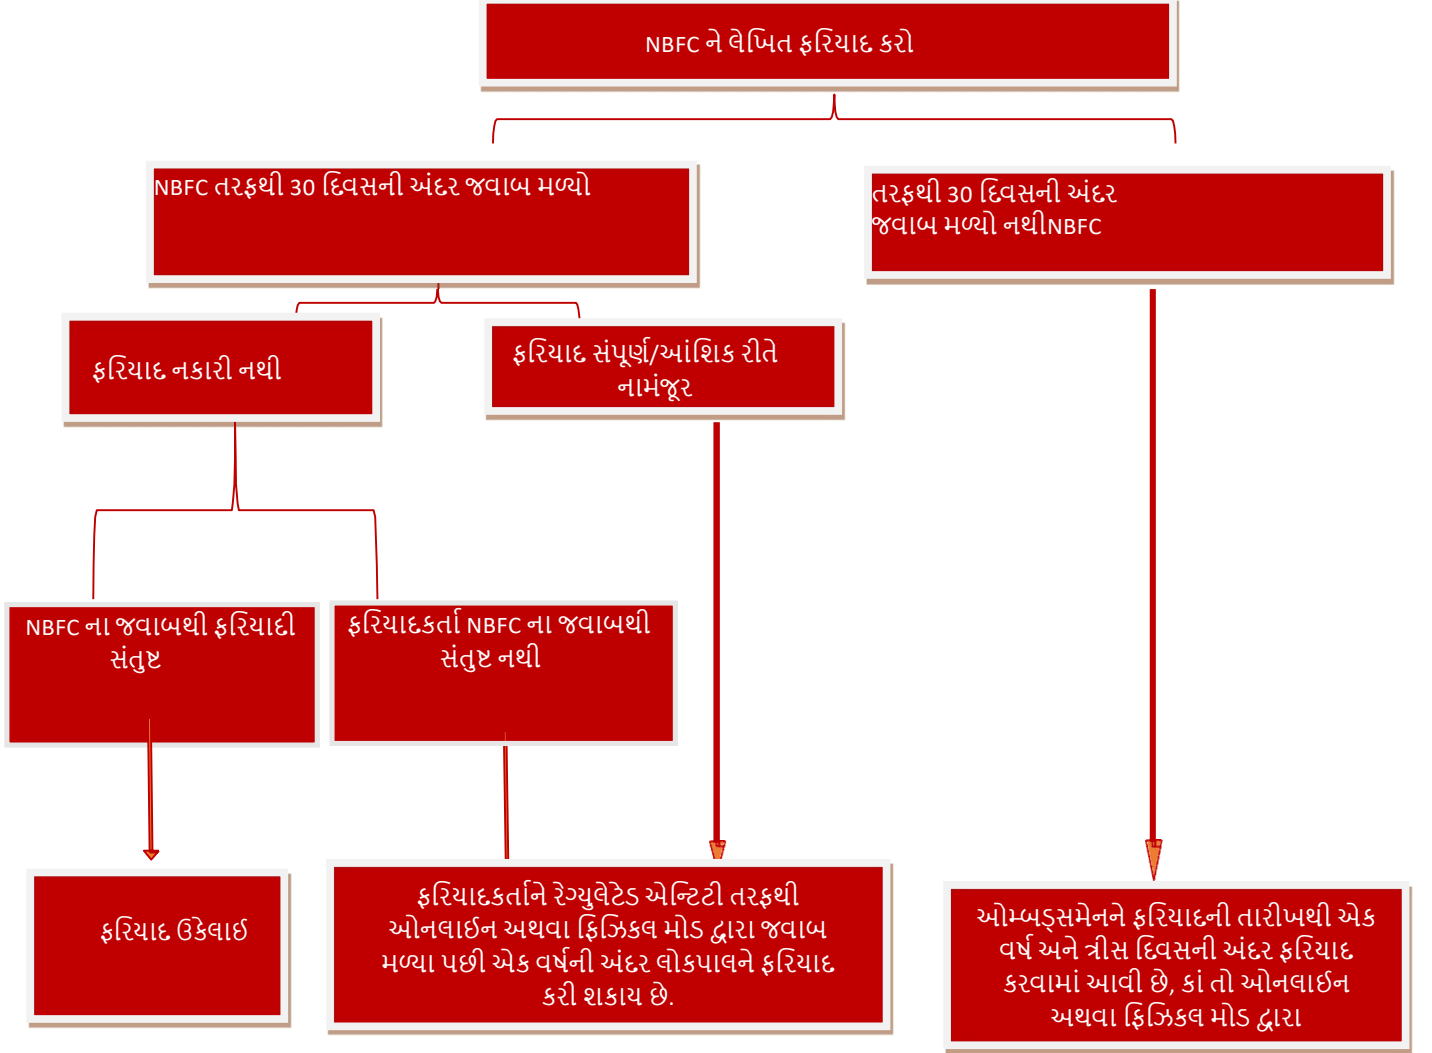 NBFC ને લેખિત ફરિયાદ કરો
NBFC તરફથી 30 દિવસની અંદર જવાબ મળ્યો
તરફથી 30 દિવસની અંદર
જવાબ મળ્યો નથીNBFC
ફરિયાદ નકારી નથી
ફરિયાદ સંપૂર્ણ/આંશિક રીતે
નામંજૂર
NBFC ના જવાબથી ફરિયાદી
સંતુષ્ટ
ફરિયાદકર્તા NBFC ના જવાબથી
સંતુષ્ટ નથી
ફરિયાદ ઉકેલાઈ
ફરિયાદકર્તાને રેગ્યુલેટેડ એન્ટિટી તરફથી
ઓનલાઈન અથવા ફિઝિકલ મોડ દ્વારા જવાબ
મળ્યા પછી એક વર્ષની અંદર લોકપાલને ફરિયાદ
કરી શકાય છે.
ઓમ્બડ્સમેનને ફરિયાદની તારીખથી એક
વર્ષ અને ત્રીસ દિવસની અંદર ફરિયાદ
કરવામાં આવી છે, કાં તો ઓનલાઈન
અથવા ફિઝિકલ મોડ દ્વારા